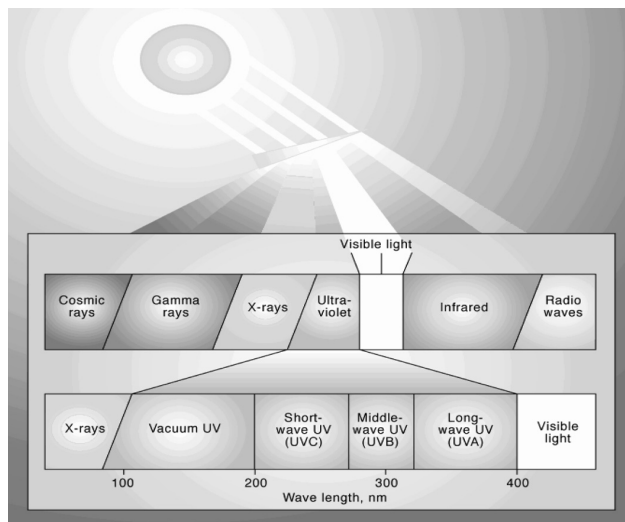 Visible light
Cosmic
rays
Gamma
rays
X-rays
Ultra-
violet
Infrared
Radio
waves
X-rays
Vacuum UV
Short-
wave UV
(UVC)
Middle-
wave UV
(UVB)
Long-
wave UV
(UVA)
Visible
light
100
200
300
400
Wave length, nm